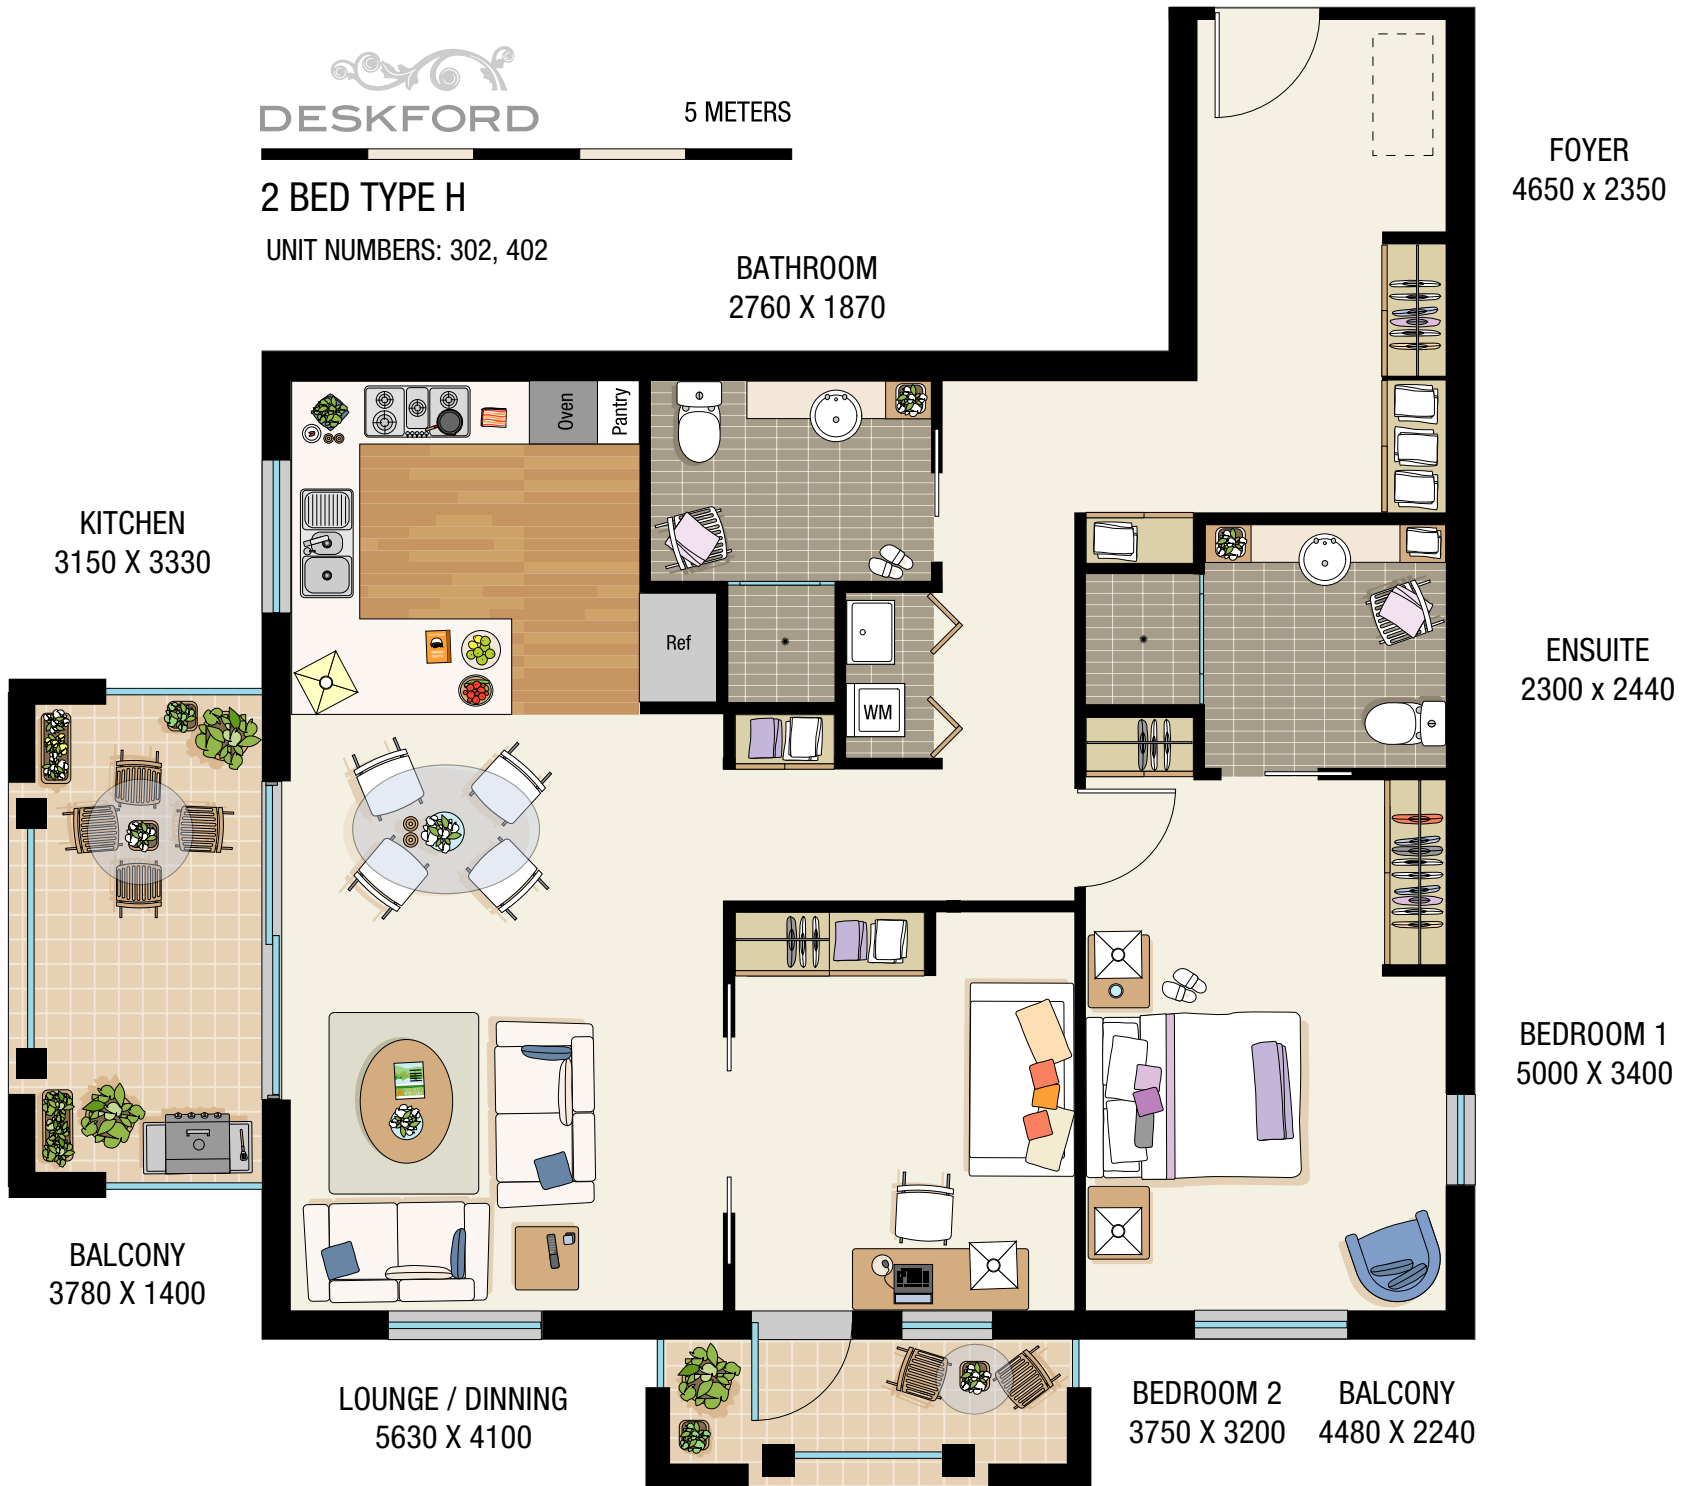 DESKFORD
5 METERS
2 BED TYPE H
UNIT NUMBERS: 302, 402
FOYER
4650 x 2350
BATHROOM
2760 X 1870
Oven
Pantry
KITCHEN
3150 X 3330
Ref
WM
ENSUITE
2300 x 2440
BEDROOM 1
5000 X 3400
BALCONY
3780 X 1400
LOUNGE / DINNING
5630 X 4100
BEDROOM 2
3750 X 3200
BALCONY
4480 X 2240